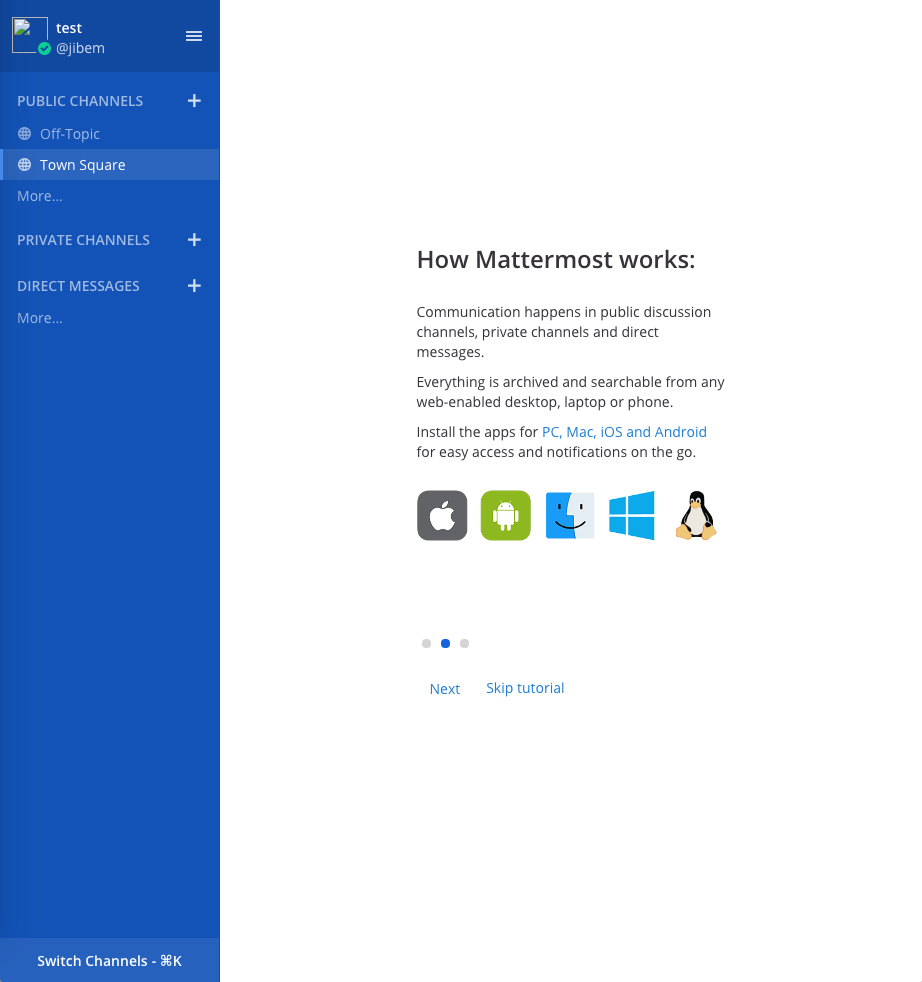 test
@jibem
PUBLIC CHANNELS
Off-Topic
Town Square
More...
PRIVATE CHANNELS
DIRECT MESSAGES
More...
Switch Channels - ⌘K
How Mattermost works:
Communication happens in public discussion
channels, private channels and direct
messages.
Everything is archived and searchable from any
web-enabled desktop, laptop or phone.
Install the apps for PC, Mac, iOS and Android
for easy access and notifications on the go.
Next
Skip tutorial